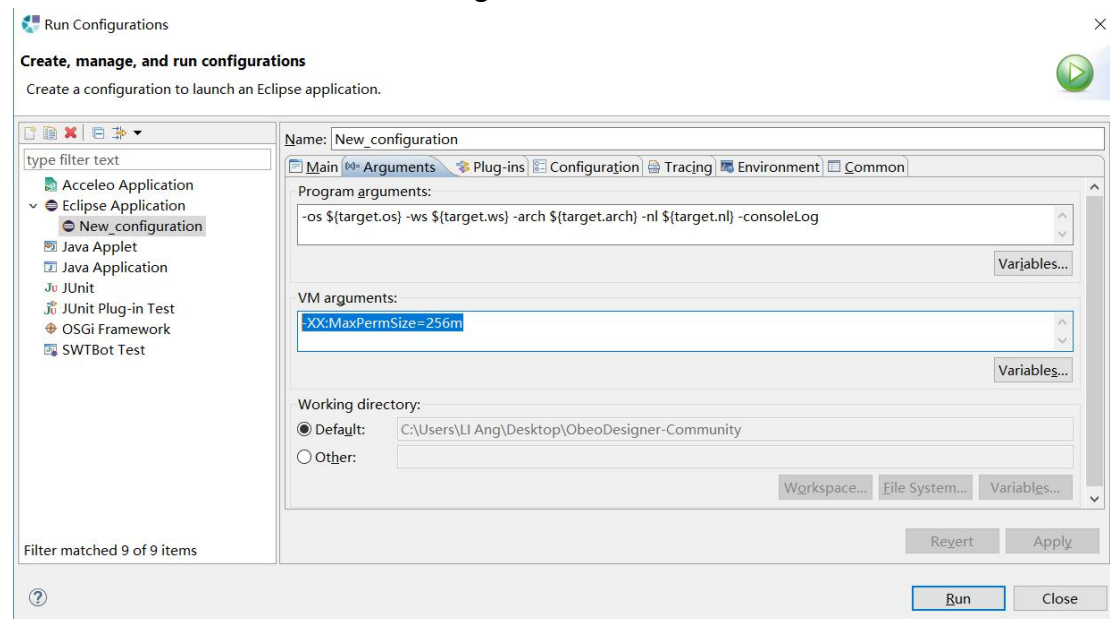 Run Configurations
Create, manage, and run configurations
Create a configuration to launch an Eclipse application.
type filter text
Acceleo Application
Eclipse Application
New_configuration
Java Applet
Java Application
Ju JUnit
JUnit Plug-in Test
OSGi Framework
SWTBot Test
Filter matched 9 of 9 items
Name: New_configuration
Main Arguments Plug-ins Configuration Tracing Environment Common
Program arguments:
-os ${target.os} -ws ${target.ws} -arch ${target.arch} -nl ${target.nl} -consoleLog
Variables...
VM arguments:
-XX:MaxPermSize=256m
Variables...
Working directory:
Default: C:\Users\LI Ang\Desktop\ObeoDesigner-Community
Other:
Workspace... File System... Variables...
Revert Apply
Run Close